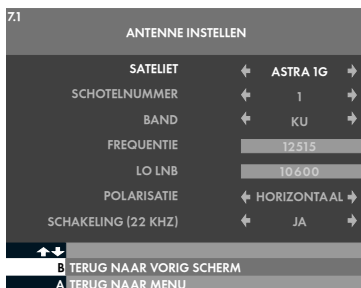 7.1
ANTENNE INSTELLEN
SATELIET ASTRA 1G
SCHOTELNUMMER 1
BAND KU
FREQUENTIE 12515
LO LNB 10600
POLARISATIE HORIZONTAAL
SCHAKELING (22 KHZ) JA
B TERUG NAAR VORIG SCHERM
A TERUG NAAR MENU